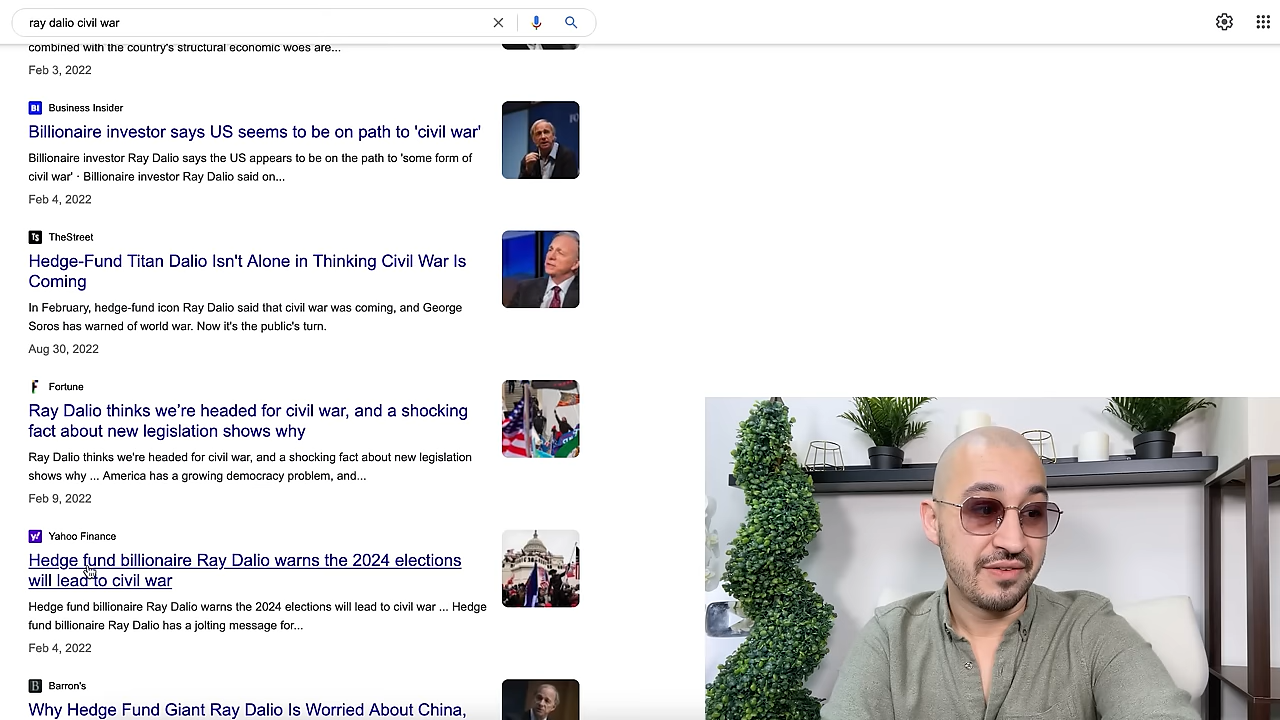 ray dalio civil war
combined with the country's structural economic woes are...
Feb 3, 2022
BI Business Insider
Billionaire investor says US seems to be on path to 'civil war'
Billionaire investor Ray Dalio says the US appears to be on the path to 'some form of
civil war' · Billionaire investor Ray Dalio said on...
Feb 4, 2022
Ts TheStreet
Hedge-Fund Titan Dalio Isn't Alone in Thinking Civil War Is
Coming
In February, hedge-fund icon Ray Dalio said that civil war was coming, and George
Soros has warned of world war. Now it's the public's turn.
Aug 30, 2022
F Fortune
Ray Dalio thinks we’re headed for civil war, and a shocking
fact about new legislation shows why
Ray Dalio thinks we're headed for civil war, and a shocking fact about new legislation
shows why ... America has a growing democracy problem, and...
Feb 9, 2022
y! Yahoo Finance
Hedge fund billionaire Ray Dalio warns the 2024 elections
will lead to civil war
Hedge fund billionaire Ray Dalio warns the 2024 elections will lead to civil war ... Hedge
fund billionaire Ray Dalio has a jolting message for...
Feb 4, 2022
B Barron's
Why Hedge Fund Giant Ray Dalio Is Worried About China,